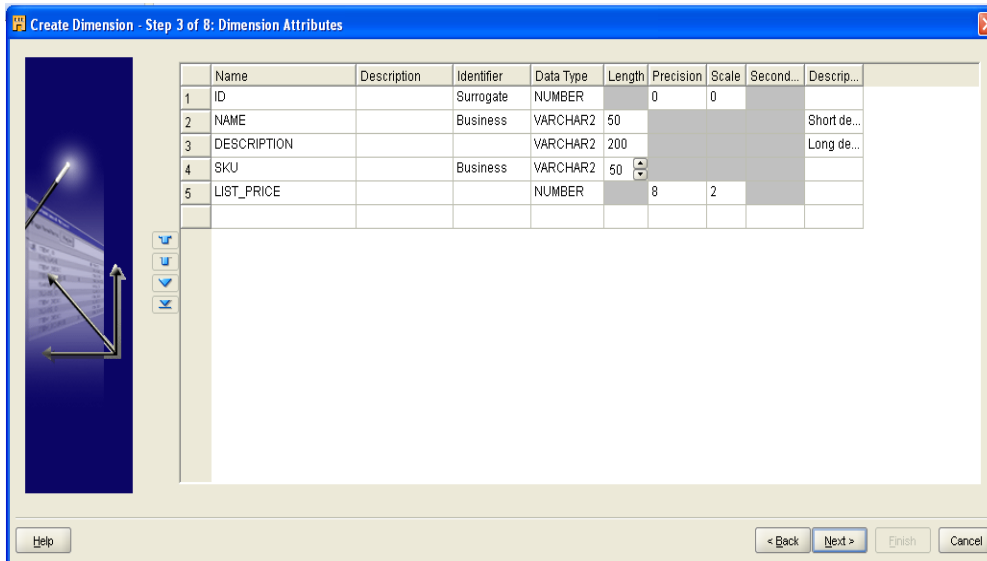 Create Dimension - Step 3 of 8: Dimension Attributes
Name Description Identifier Data Type Length Precision Scale Second... Descrip...
1 ID Surrogate NUMBER 0 0
2 NAME Business VARCHAR2 50 Short de...
3 DESCRIPTION VARCHAR2 200 Long de...
4 SKU Business VARCHAR2 50
5 LIST_PRICE NUMBER 8 2
Help < Back Next > Finish Cancel